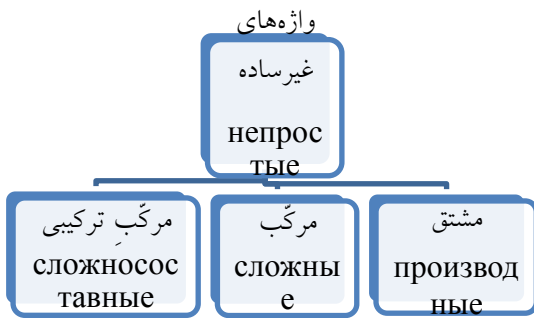 واژه‌های
غیرساده
непрос
тые
مرکّبِ ترکیبی
сложносос
тавные
مرکّب
сложны
е
مشتق
производ
ные